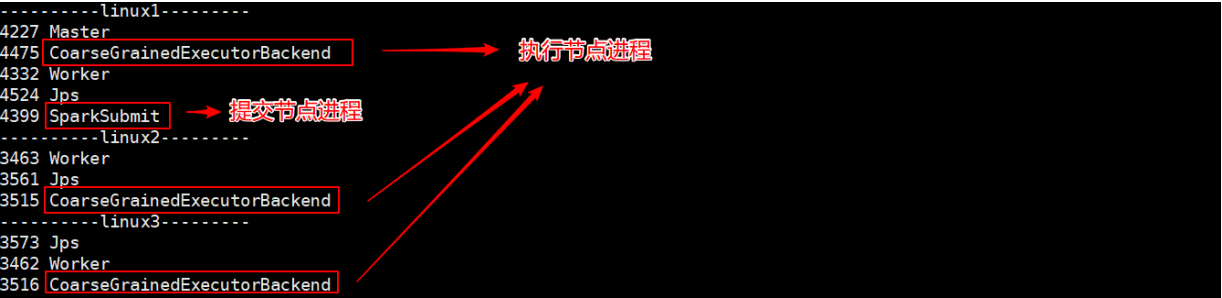 ----------linux1---------
4227 Master
4475 CoarseGrainedExecutorBackend
执行节点进程
4332 Worker
4524 Jps
4399 SparkSubmit
提交节点进程
----------linux2---------
3463 Worker
3561 Jps
3515 CoarseGrainedExecutorBackend
----------linux3---------
3573 Jps
3462 Worker
3516 CoarseGrainedExecutorBackend